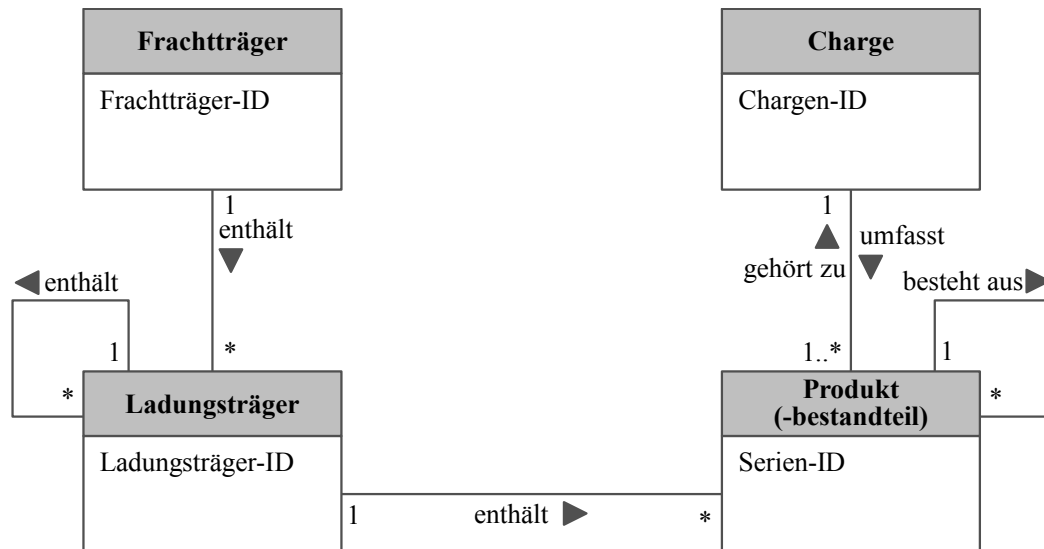 Frachtträger
Frachtträger-ID
Charge
Chargen-ID
1
enthält
*
1
gehört zu
umfasst
1..*
enthält
1
*
besteht aus
1
*
Ladungsträger
Ladungsträger-ID
Produkt
(-bestandteil)
Serien-ID
1
enthält
*